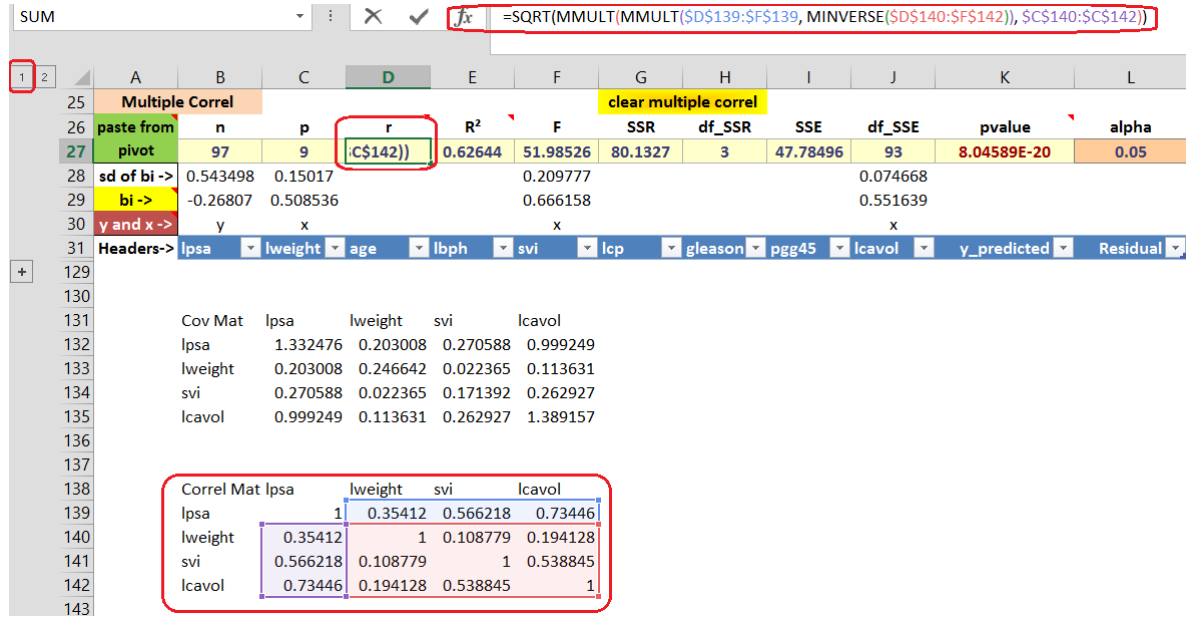 SUM fx =SQRT(MMULT(MMULT($D$139:$F$139, MINVERSE($D$140:$F$142)), $C$140:$C$142))
1 2 A B C D E F G H I J K L
25 Multiple Correl clear multiple correl
26 paste from n p r R² F SSR df_SSR SSE df_SSE pvalue alpha
27 pivot 97 9 :C$142)) 0.62644 51.98526 80.1327 3 47.78496 93 8.04589E-20 0.05
28 sd of bi -> 0.543498 0.15017 0.209777 0.074668
29 bi -> -0.26807 0.508536 0.666158 0.551639
30 y and x -> y x x x
31 Headers-> lpsa lweight age lbph svi lcp gleason pgg45 lcavol y_predicted Residual
+ 129
130
131 Cov Mat lpsa lweight svi lcavol
132 lpsa 1.332476 0.203008 0.270588 0.999249
133 lweight 0.203008 0.246642 0.022365 0.113631
134 svi 0.270588 0.022365 0.171392 0.262927
135 lcavol 0.999249 0.113631 0.262927 1.389157
136
137
138 Correl Mat lpsa lweight svi lcavol
139 lpsa 1 0.35412 0.566218 0.73446
140 lweight 0.35412 1 0.108779 0.194128
141 svi 0.566218 0.108779 1 0.538845
142 lcavol 0.73446 0.194128 0.538845 1
143